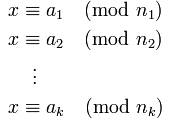 x ≡ a₁ (mod n₁)
x ≡ a₂ (mod n₂)
⋮
x ≡ aₖ (mod nₖ)